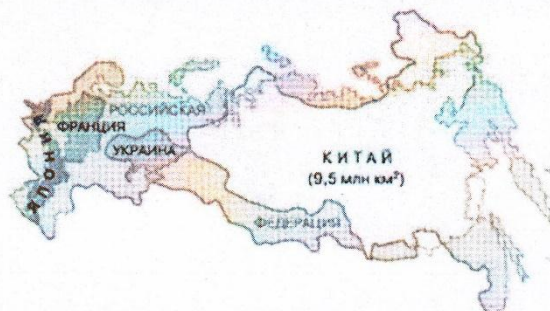 РОССИЙСКАЯ
ФРАНЦИЯ
ЯПОНИЯ
УКРАИНА
КИТАЙ
(9,5 млн км²)
ФЕДЕРАЦИЯ